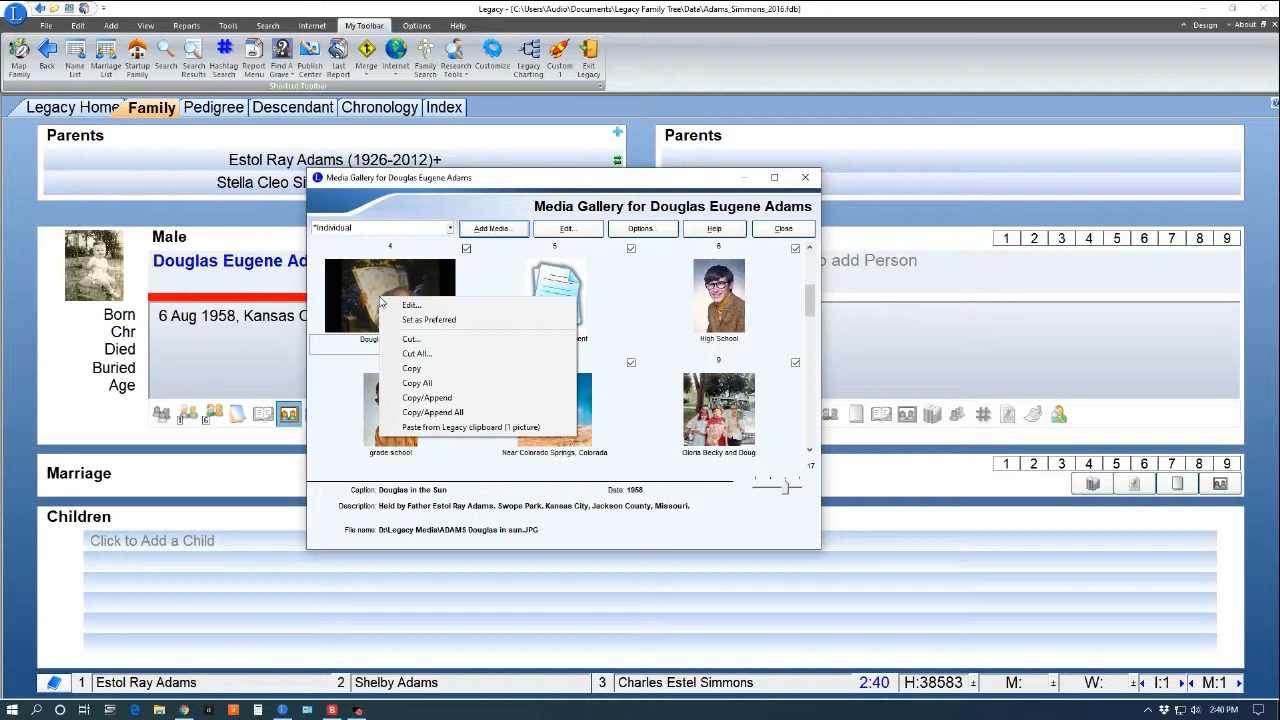 Legacy - [C:\Users\Audio\Documents\Legacy Family Tree\Data\Adams_Simmons_2016.fdb]
File Edit Add View Reports Tools Search Internet My Toolbar Options Help Design About
Map Family Back Name List Marriage List Startup Family Search Search Results Hashtag Search Report Menu Find A Grave Publish Center Last Report Merge Internet Family Search Research Tools Customize Legacy Charting Custom 1 Exit Legacy
Shortcut Toolbar
Legacy Home Family Pedigree Descendant Chronology Index
Parents
Parents
Estol Ray Adams (1926-2012)+
Stella Cleo Si
Media Gallery for Douglas Eugene Adams
Media Gallery for Douglas Eugene Adams
*Individual Add Media... Edit... Options... Help Close
4 5 6
Edit...
Set as Preferred
Cut...
Cut All...
Copy
Copy All
Copy/Append
Copy/Append All
Paste from Legacy clipboard (1 picture)
Doug ent High School
9
grade school Near Colorado Springs, Colorada Gloria Becky and Doug
17
Caption: Douglas in the Sun Date: 1958
Description: Held by Father Estol Ray Adams. Swope Park. Kansas City, Jackson County, Missouri.
File name: D:\Legacy Media\ADAMS Douglas in sun.JPG
Male
Douglas Eugene Ad
Born 6 Aug 1958, Kansas C
Chr
Died
Buried
Age
1 2 3 4 5 6 7 8 9
o add Person
Marriage
1 2 3 4 5 6 7 8 9
Children
Click to Add a Child
1 Estol Ray Adams 2 Shelby Adams 3 Charles Estel Simmons 2:40 H:38583 M: W: I:1 M:1
2:40 PM